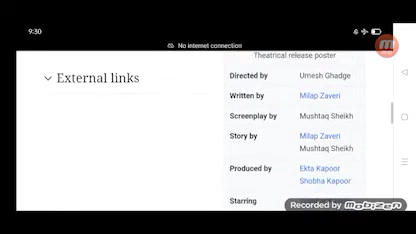 9:30
No internet connection
Theatrical release poster
External links
Directed by Umesh Ghadge
Written by Milap Zaveri
Screenplay by Mushtaq Sheikh
Story by Milap Zaveri
Mushtaq Sheikh
Produced by Ekta Kapoor
Shobha Kapoor
Starring
Recorded by Mobizen